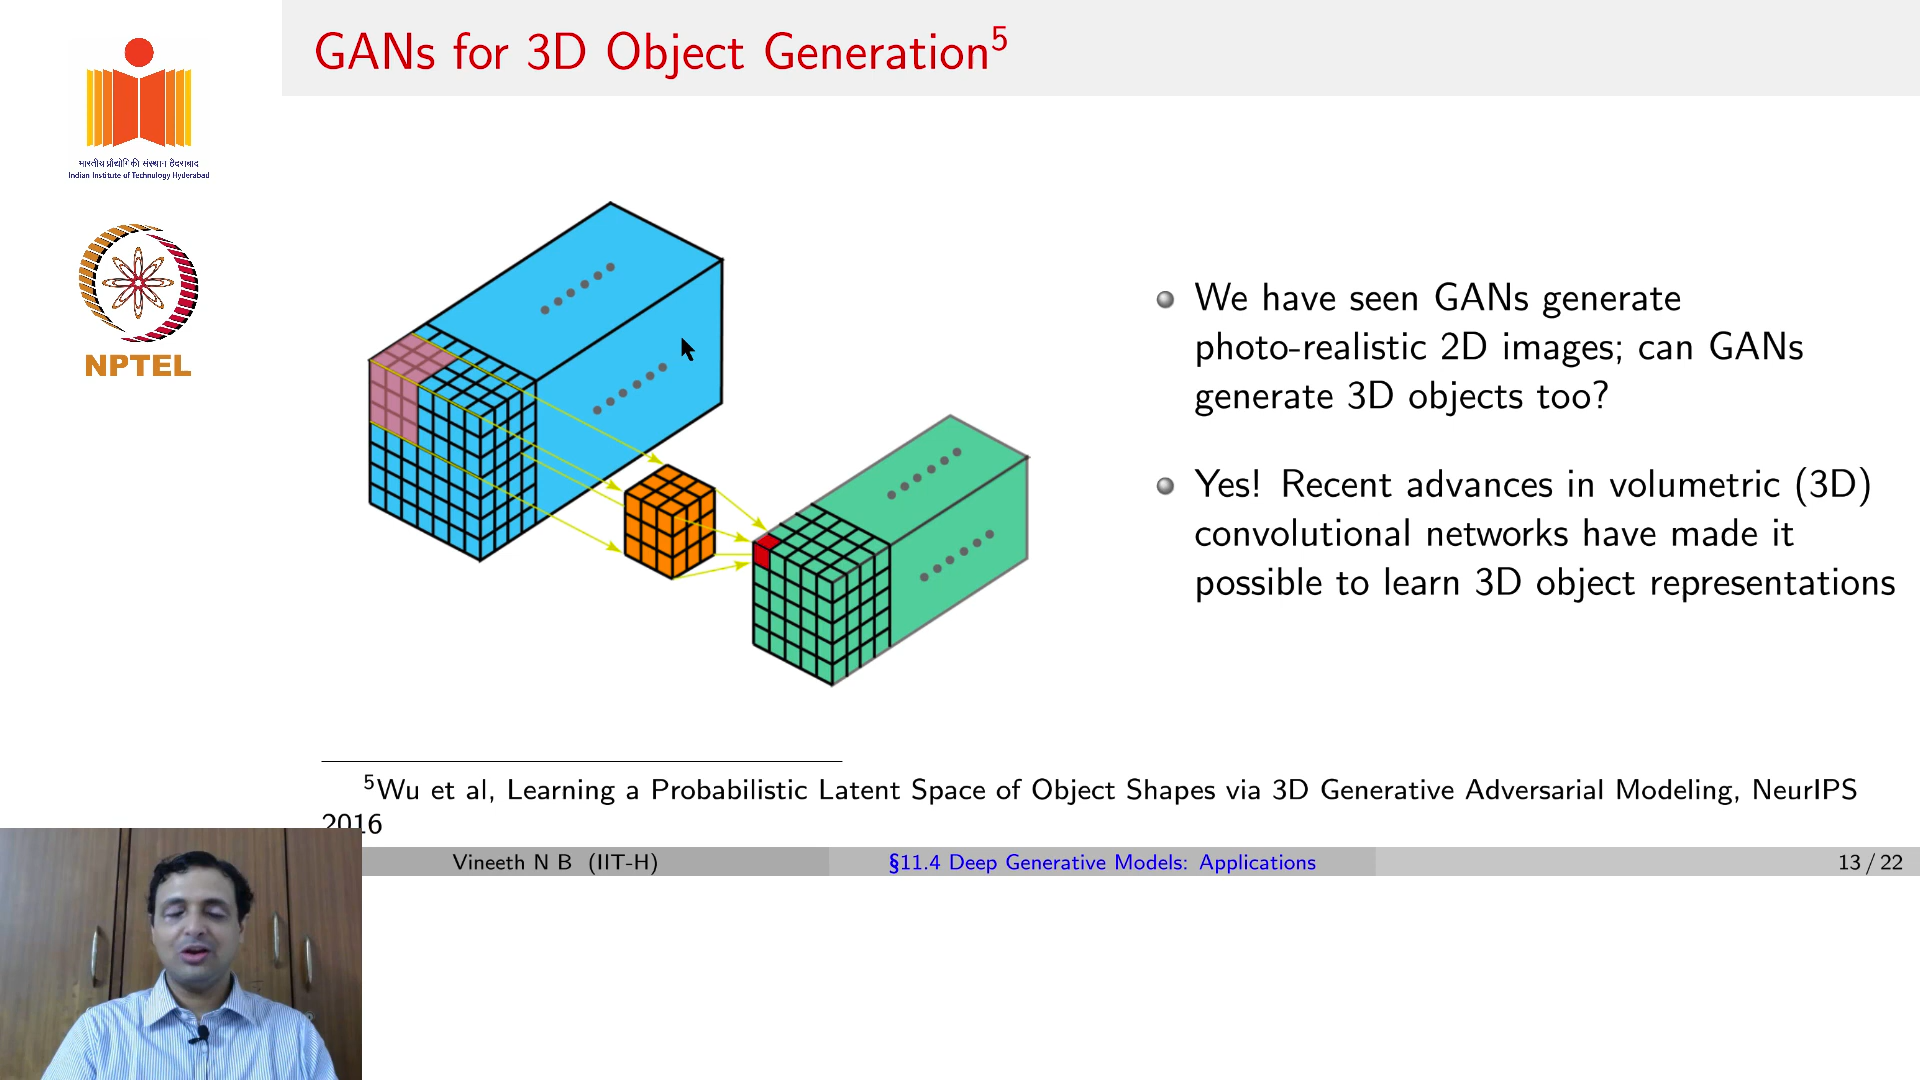 GANs for 3D Object Generation5
भारतीय प्रौद्योगिकी संस्थान हैदराबाद
Indian Institute of Technology Hyderabad
NPTEL
We have seen GANs generate
photo-realistic 2D images; can GANs
generate 3D objects too?
Yes! Recent advances in volumetric (3D)
convolutional networks have made it
possible to learn 3D object representations
5Wu et al, Learning a Probabilistic Latent Space of Object Shapes via 3D Generative Adversarial Modeling, NeurIPS
2016
Vineeth N B (IIT-H)
§11.4 Deep Generative Models: Applications
13 / 22